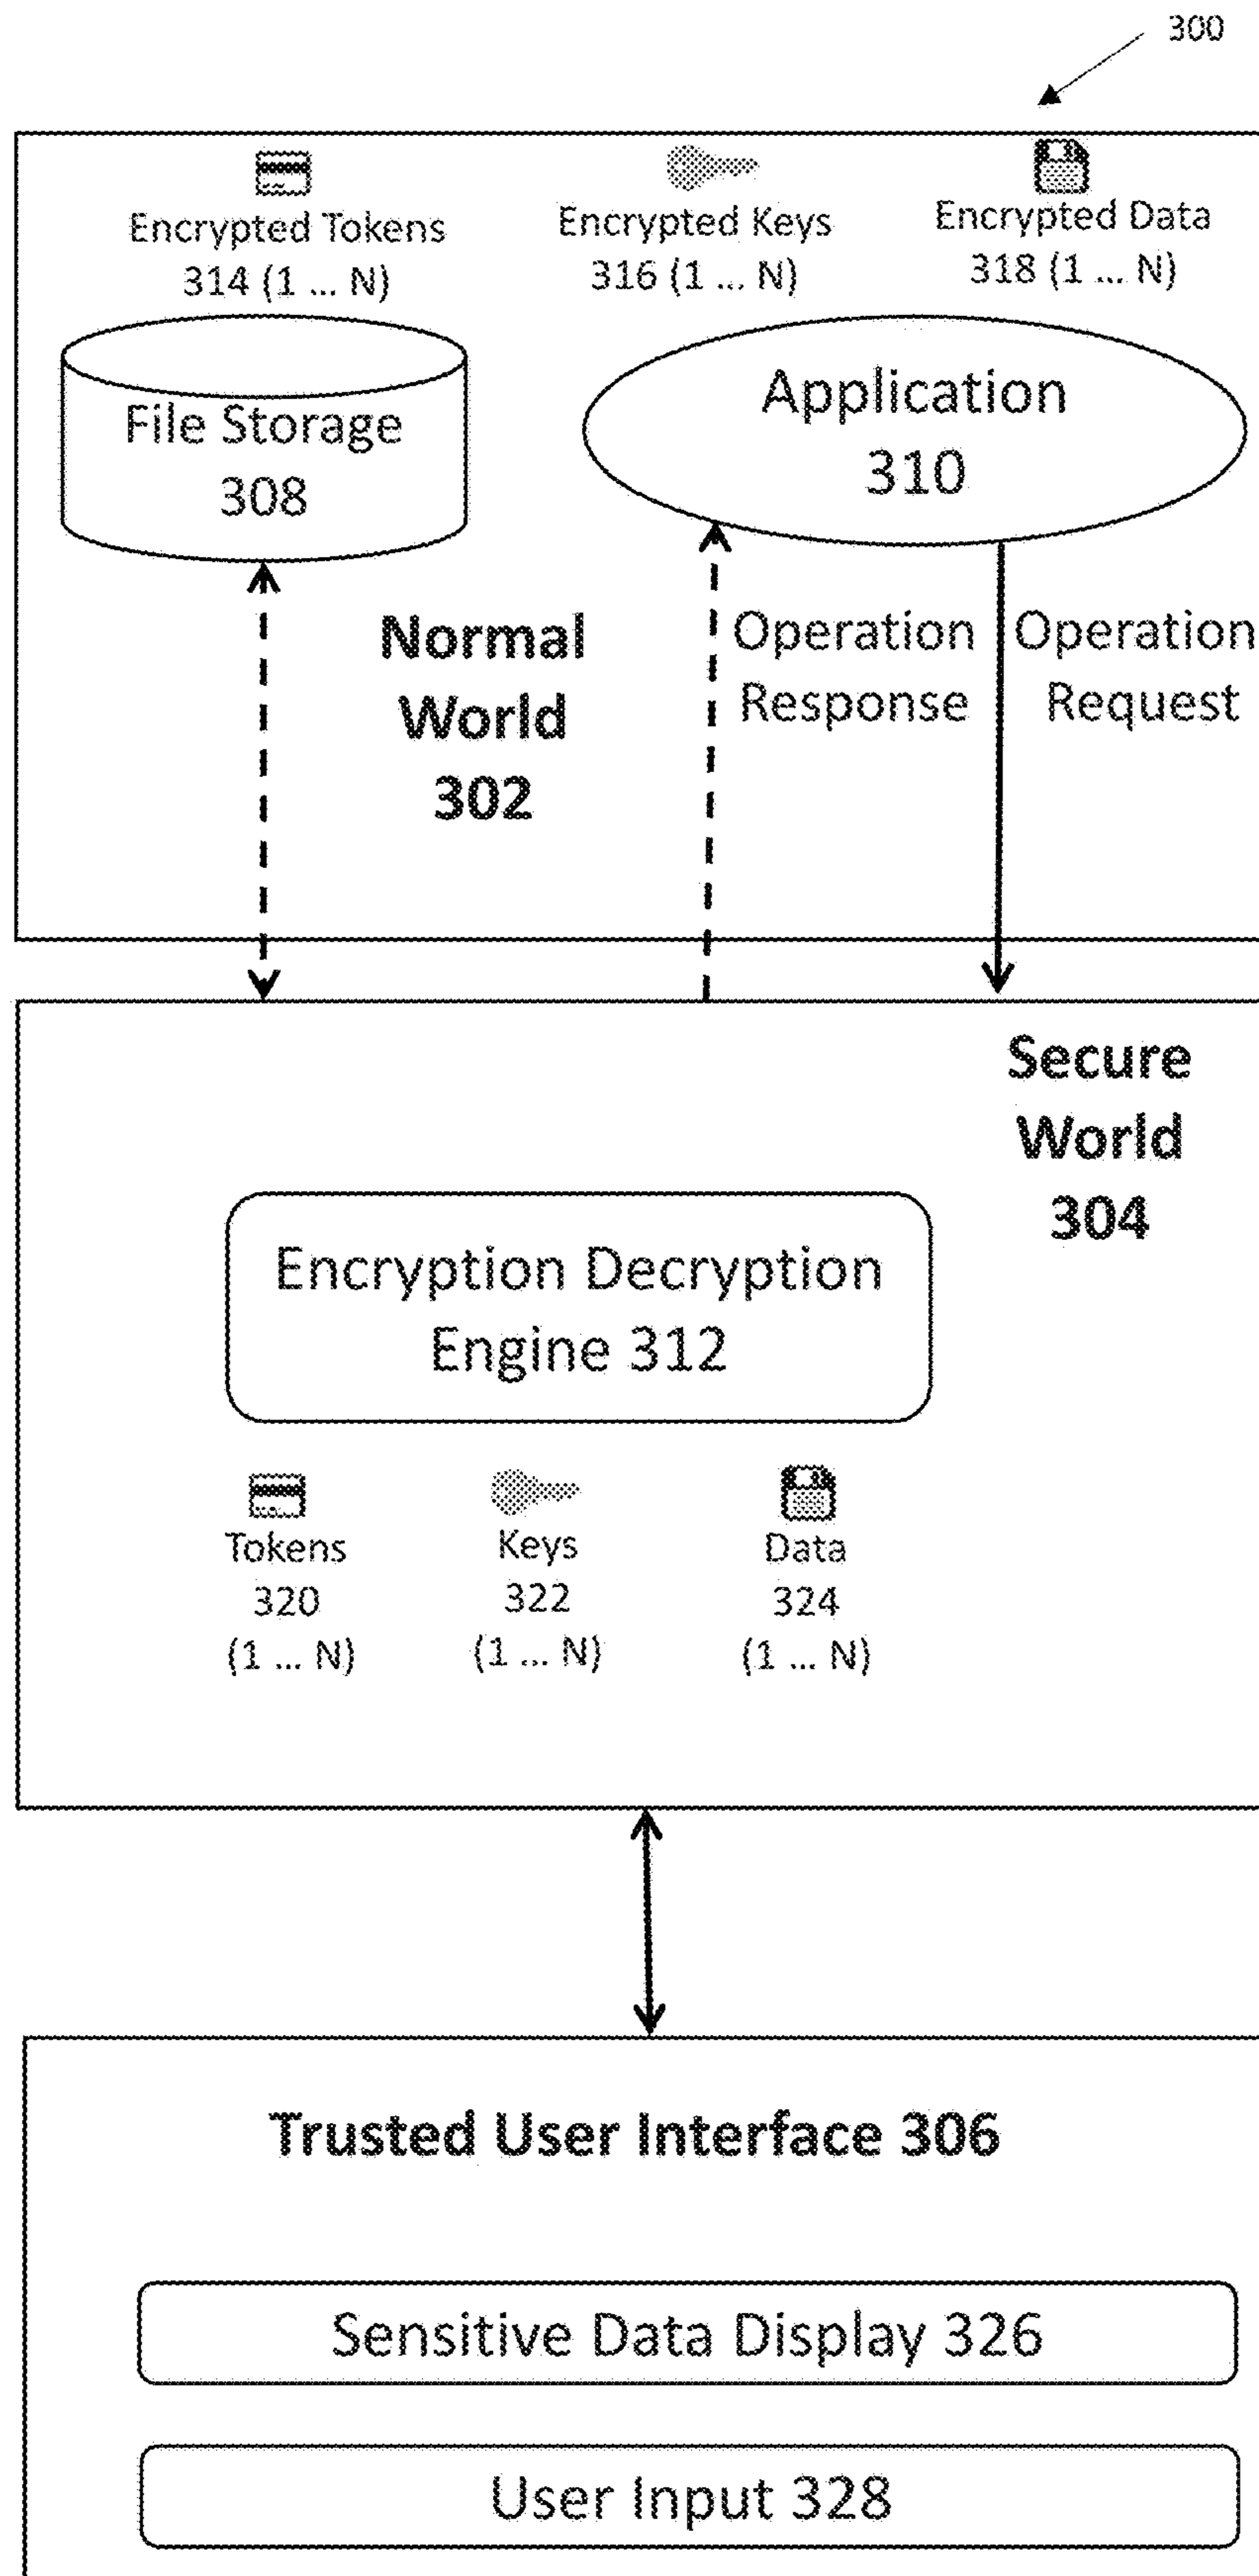 300
Encrypted Tokens
314 (1 ... N)
Encrypted Keys
316 (1 ... N)
Encrypted Data
318 (1 ... N)
File Storage
308
Application
310
Normal
World
302
Operation
Response
Operation
Request
Secure
World
304
Encryption Decryption
Engine 312
Tokens
320
(1 ... N)
Keys
322
(1 ... N)
Data
324
(1 ... N)
Trusted User Interface 306
Sensitive Data Display 326
User Input 328